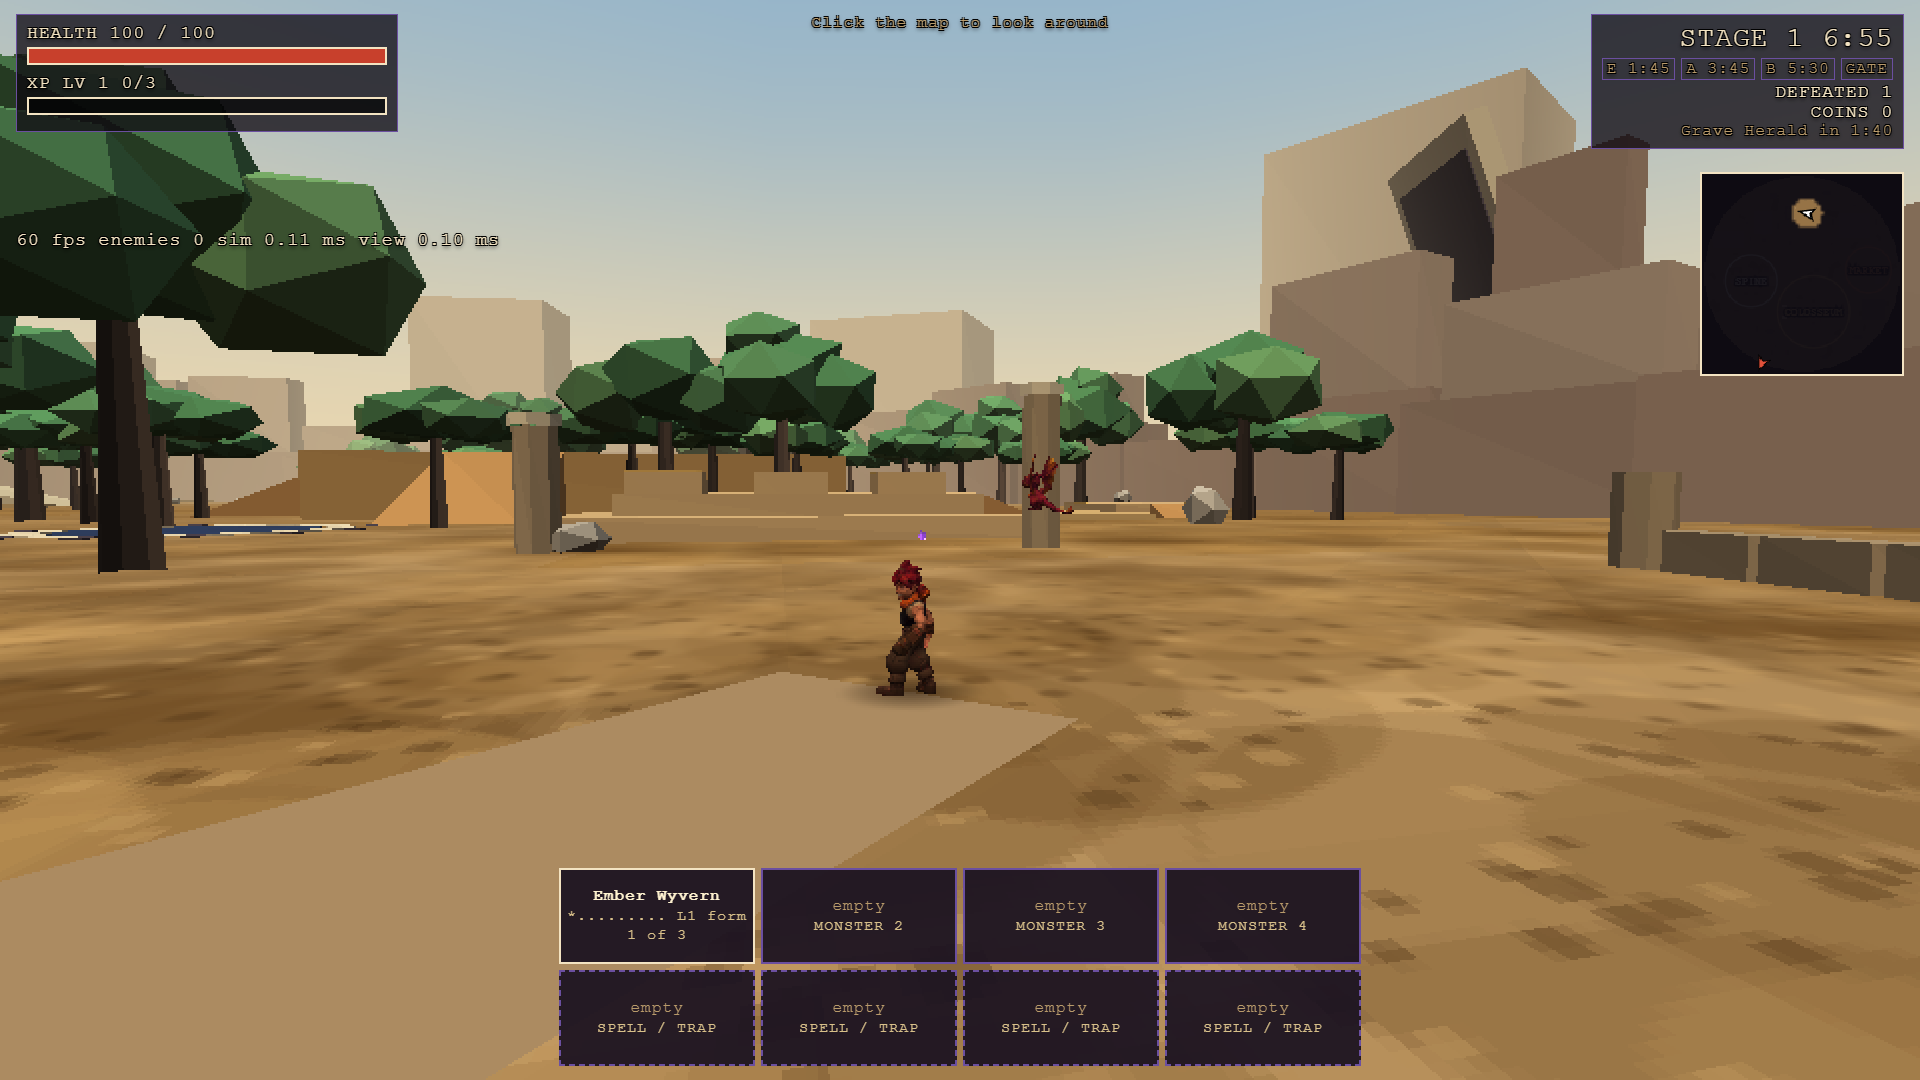 HEALTH 100 / 100
XP LV 1 0/3
Click the map to look around
STAGE 1 6:55
E 1:45 A 3:45 B 5:30 GATE
DEFEATED 1
COINS 0
Grave Herald in 1:40
60 fps enemies 0 sim 0.11 ms view 0.10 ms
Ember Wyvern
*......... L1 form
1 of 3
empty
MONSTER 2
empty
MONSTER 3
empty
MONSTER 4
empty
SPELL / TRAP
empty
SPELL / TRAP
empty
SPELL / TRAP
empty
SPELL / TRAP